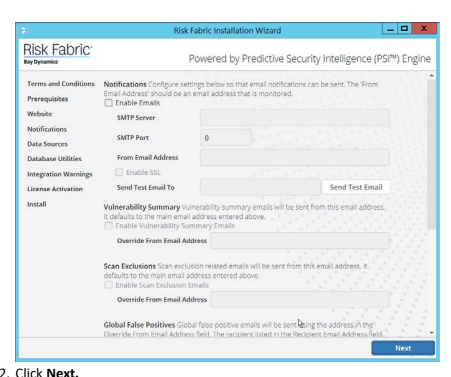 Risk Fabric Installation Wizard
Risk Fabric
Bay Dynamics
Powered by Predictive Security Intelligence (PSI™) Engine
Terms and Conditions
Prerequisites
Website
Notifications
Data Sources
Database Utilities
Integration Warnings
License Activation
Install
Notifications Configure settings below so that email notifications can be sent. The 'From
Email Address' should be an email address that is monitored.
Enable Emails
SMTP Server
SMTP Port 0
From Email Address
Enable SSL
Send Test Email To Send Test Email
Vulnerability Summary Vulnerability summary emails will be sent from this email address.
It defaults to the main email address entered above.
Enable Vulnerability Summary Emails
Override From Email Address
Scan Exclusions Scan exclusion related emails will be sent from this email address. It
defaults to the main email address entered above.
Enable Scan Exclusion Emails
Override From Email Address
Global False Positives Global false positive emails will be sent using the address in the
Override From Email Address field. The recipient listed in the Recipient Email Address field
Next
2. Click Next.